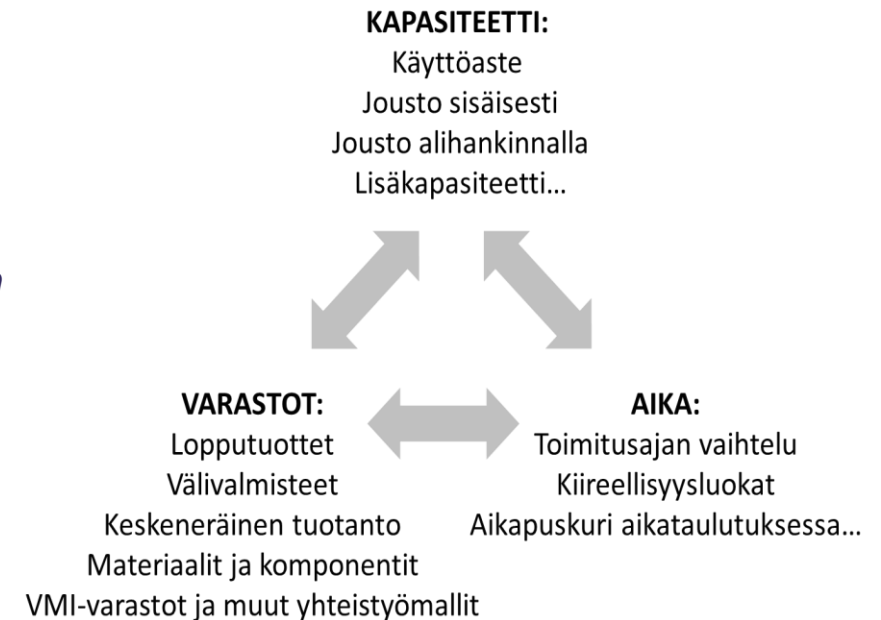 KAPASITEETTI:
Käyttöaste
Jousto sisäisesti
Jousto alihankinnalla
Lisäkapasiteetti...
VARASTOT:
Lopputuottet
Välivalmisteet
Keskeneräinen tuotanto
Materiaalit ja komponentit
VMI-varastot ja muut yhteistyömallit
AIKA:
Toimitusajan vaihtelu
Kiireellisyysluokat
Aikapuskuri aikataulutuksessa...